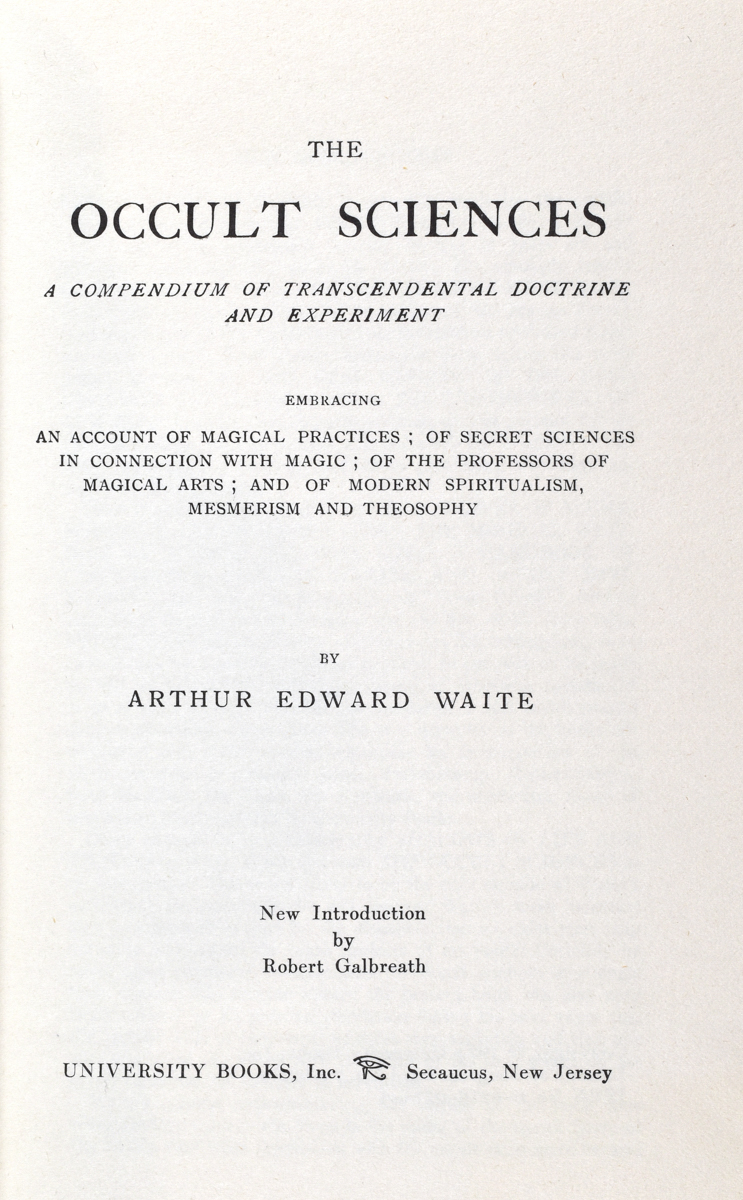 THE
OCCULT SCIENCES
A COMPENDIUM OF TRANSCENDENTAL DOCTRINE
AND EXPERIMENT
EMBRACING
AN ACCOUNT OF MAGICAL PRACTICES ; OF SECRET SCIENCES
IN CONNECTION WITH MAGIC ; OF THE PROFESSORS OF
MAGICAL ARTS ; AND OF MODERN SPIRITUALISM,
MESMERISM AND THEOSOPHY
BY
ARTHUR EDWARD WAITE
New Introduction
by
Robert Galbreath
UNIVERSITY BOOKS, Inc. Secaucus, New Jersey